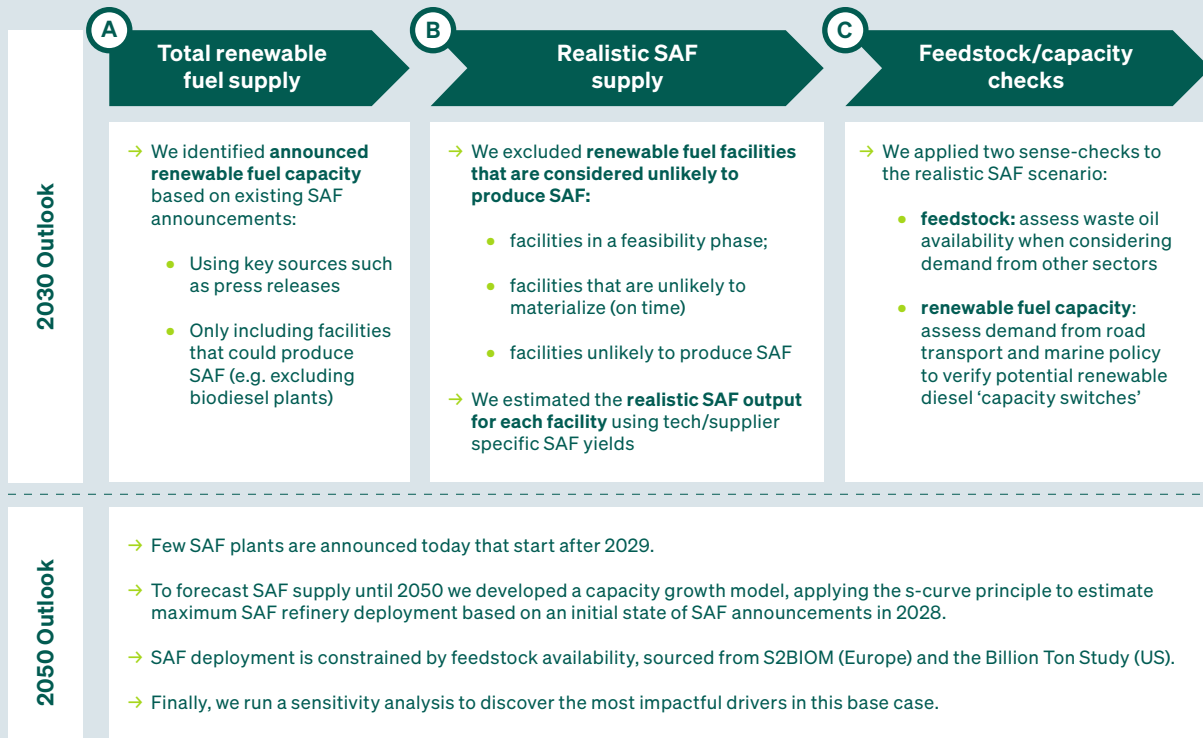 A
Total renewable
fuel supply
B
Realistic SAF
supply
C
Feedstock/capacity
checks
2030 Outlook
→ We identified announced
renewable fuel capacity
based on existing SAF
announcements:
• Using key sources such
as press releases
• Only including facilities
that could produce
SAF (e.g. excluding
biodiesel plants)
→ We excluded renewable fuel facilities
that are considered unlikely to
produce SAF:
• facilities in a feasibility phase;
• facilities that are unlikely to
materialize (on time)
• facilities unlikely to produce SAF
→ We estimated the realistic SAF output
for each facility using tech/supplier
specific SAF yields
→ We applied two sense-checks to
the realistic SAF scenario:
• feedstock: assess waste oil
availability when considering
demand from other sectors
• renewable fuel capacity:
assess demand from road
transport and marine policy
to verify potential renewable
diesel ‘capacity switches’
2050 Outlook
→ Few SAF plants are announced today that start after 2029.
→ To forecast SAF supply until 2050 we developed a capacity growth model, applying the s-curve principle to estimate
maximum SAF refinery deployment based on an initial state of SAF announcements in 2028.
→ SAF deployment is constrained by feedstock availability, sourced from S2BIOM (Europe) and the Billion Ton Study (US).
→ Finally, we run a sensitivity analysis to discover the most impactful drivers in this base case.